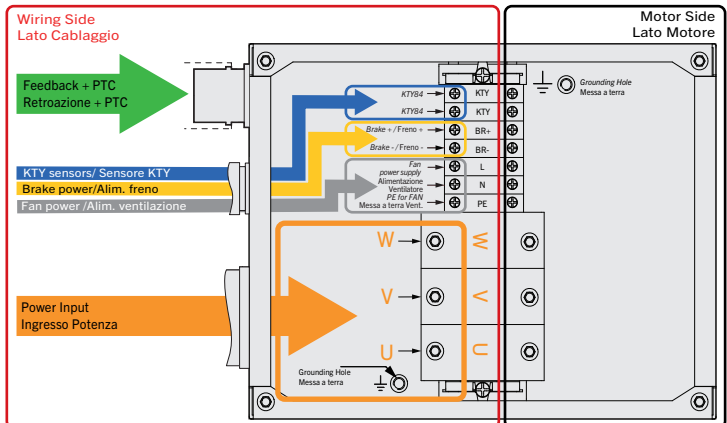 Wiring Side
Lato Cablaggio
Motor Side
Lato Motore
Feedback + PTC
Retroazione + PTC
Grounding Hole
Messa a terra
KTY84
KTY
KTY84
KTY
Brake +/Freno +
BR+
Brake -/Freno -
BR-
Fan
power supply
Alimentazione
Ventilatore
PE for FAN
Messa a terra Vent.
L
N
PE
KTY sensors/ Sensore KTY
Brake power/Alim. freno
Fan power /Alim. ventilazione
W
W
V
V
U
U
Power Input
Ingresso Potenza
Grounding Hole
Messa a terra